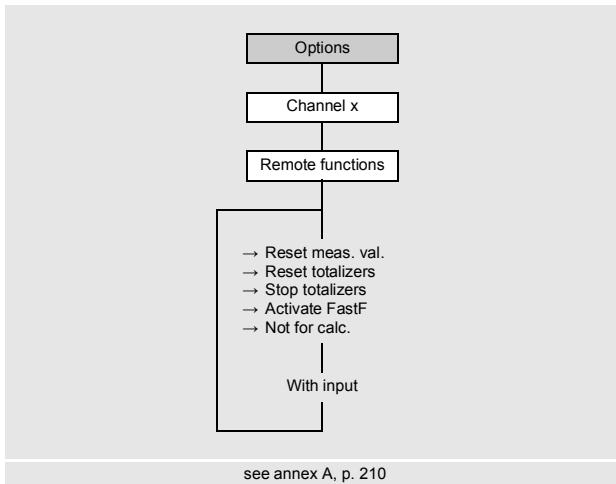 Options
Channel x
Remote functions
→ Reset meas. val.
→ Reset totalizers
→ Stop totalizers
→ Activate FastF
→ Not for calc.
With input
see annex A, p. 210